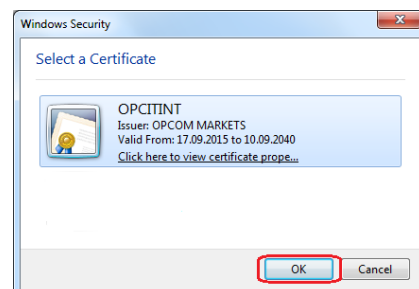 Windows Security
x
Select a Certificate
OPCITINT
Issuer: OPCOM MARKETS
Valid From: 17.09.2015 to 10.09.2040
Click here to view certificate prope...
OK
Cancel